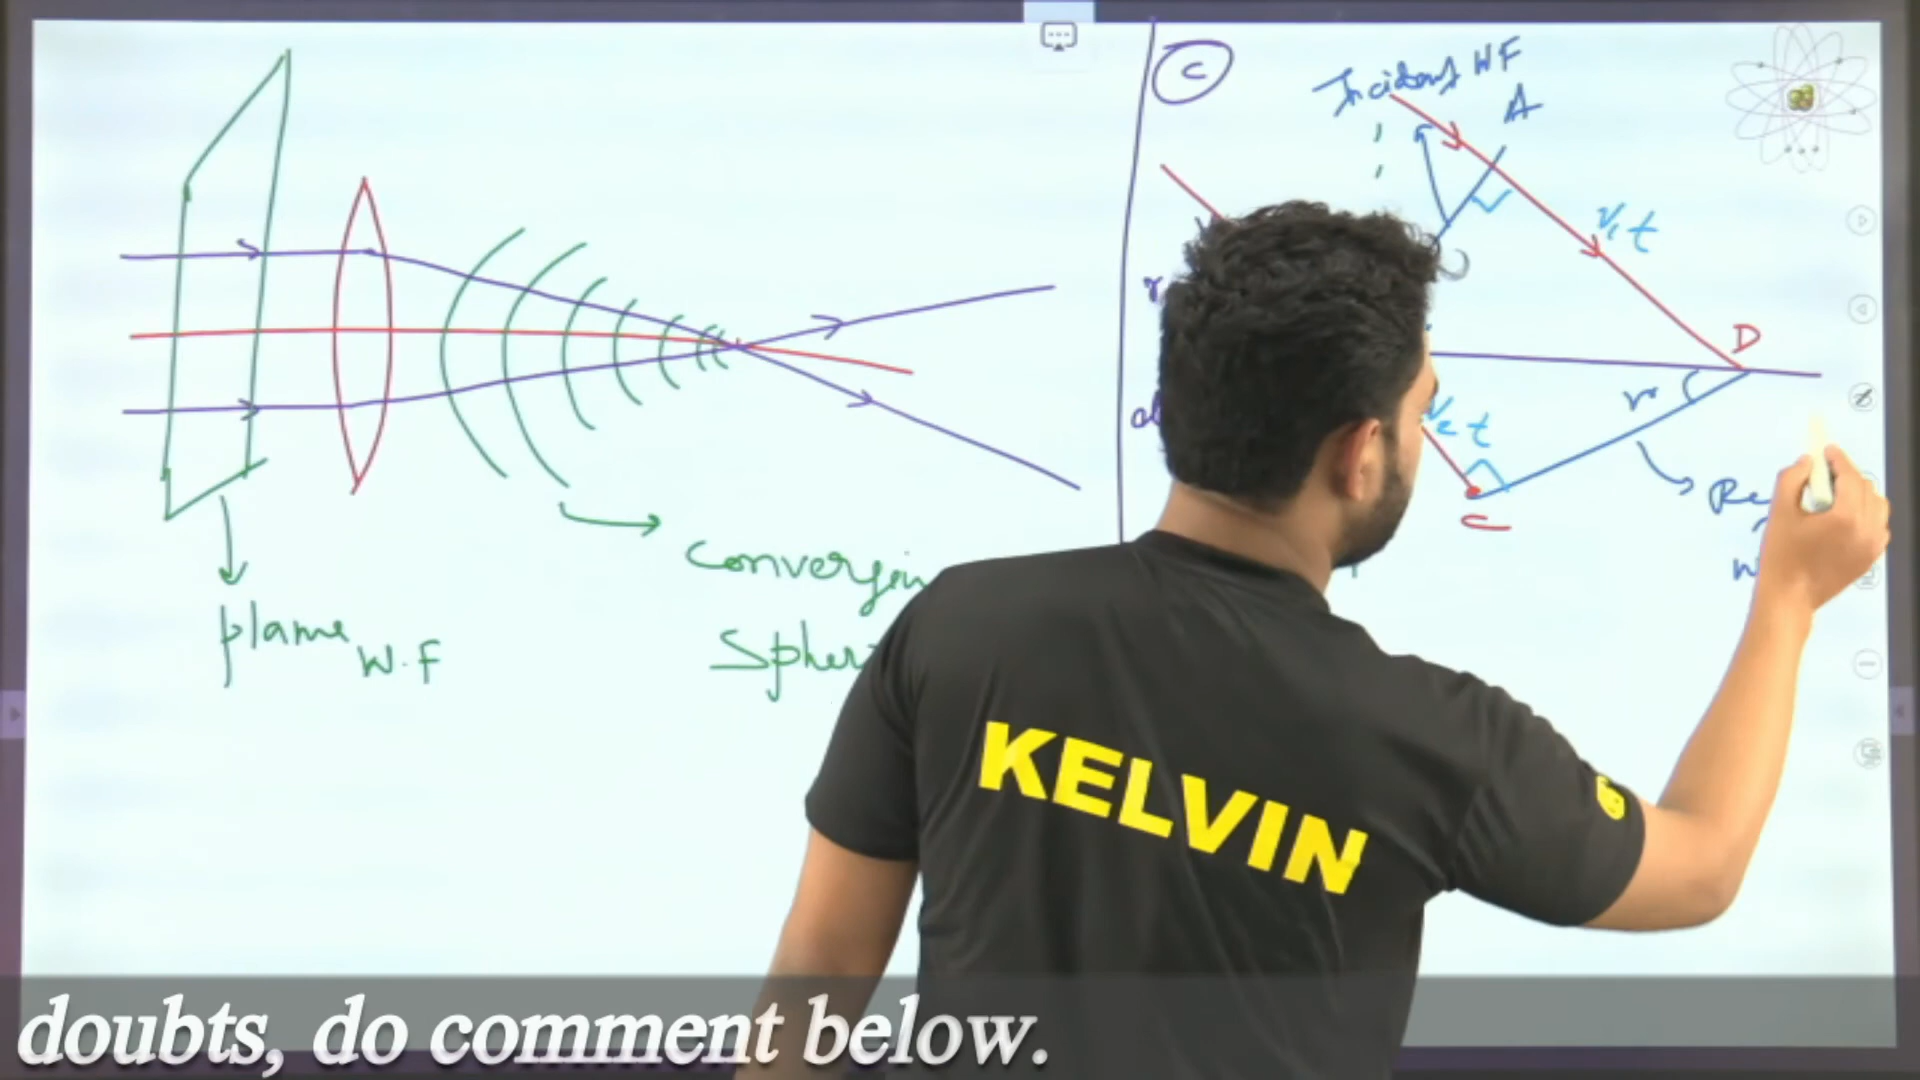 plane
W.F
C
Incident WF
A
V₁t
D
r
V₂t
C
KELVIN
doubts, do comment below.